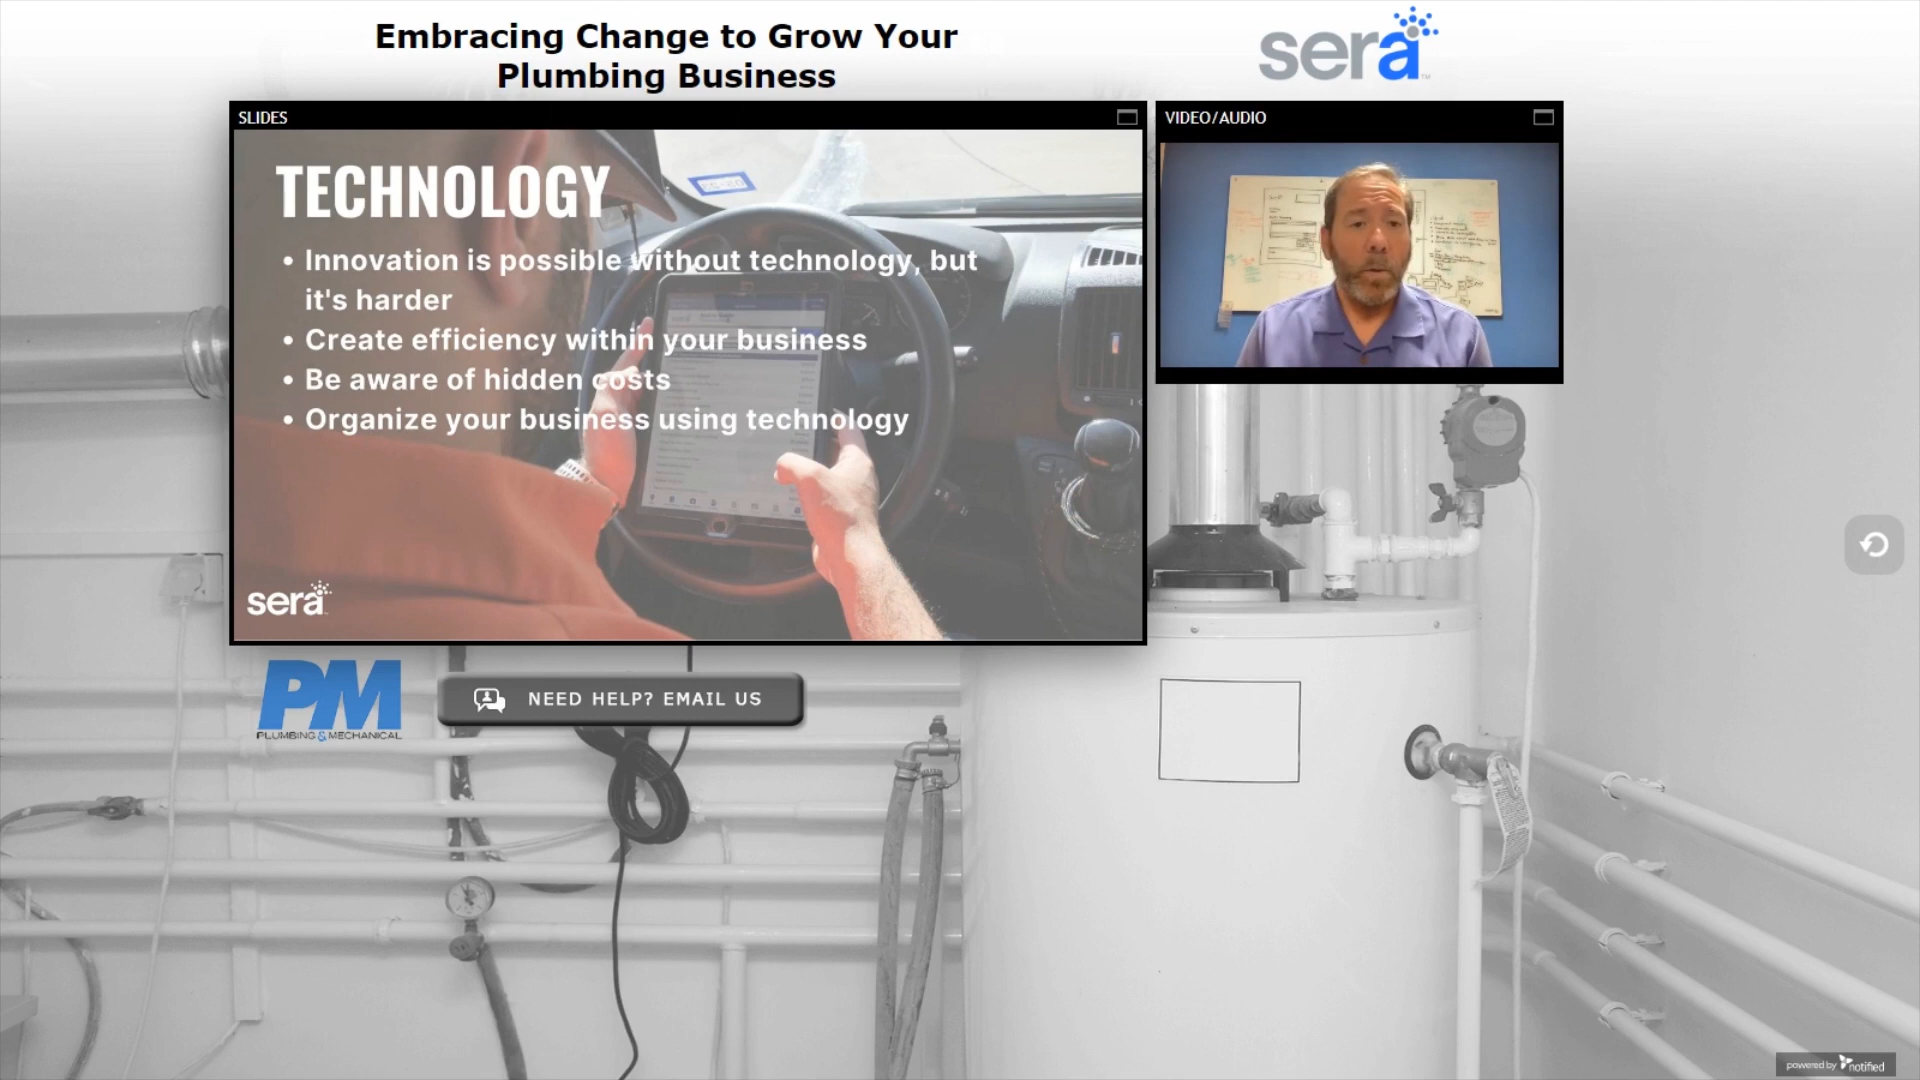 Embracing Change to Grow Your
Plumbing Business
sera
SLIDES
VIDEO/AUDIO
TECHNOLOGY
• Innovation is possible without technology, but
it's harder
• Create efficiency within your business
• Be aware of hidden costs
• Organize your business using technology
sera
PM
PLUMBING & MECHANICAL
NEED HELP? EMAIL US
powered by notified